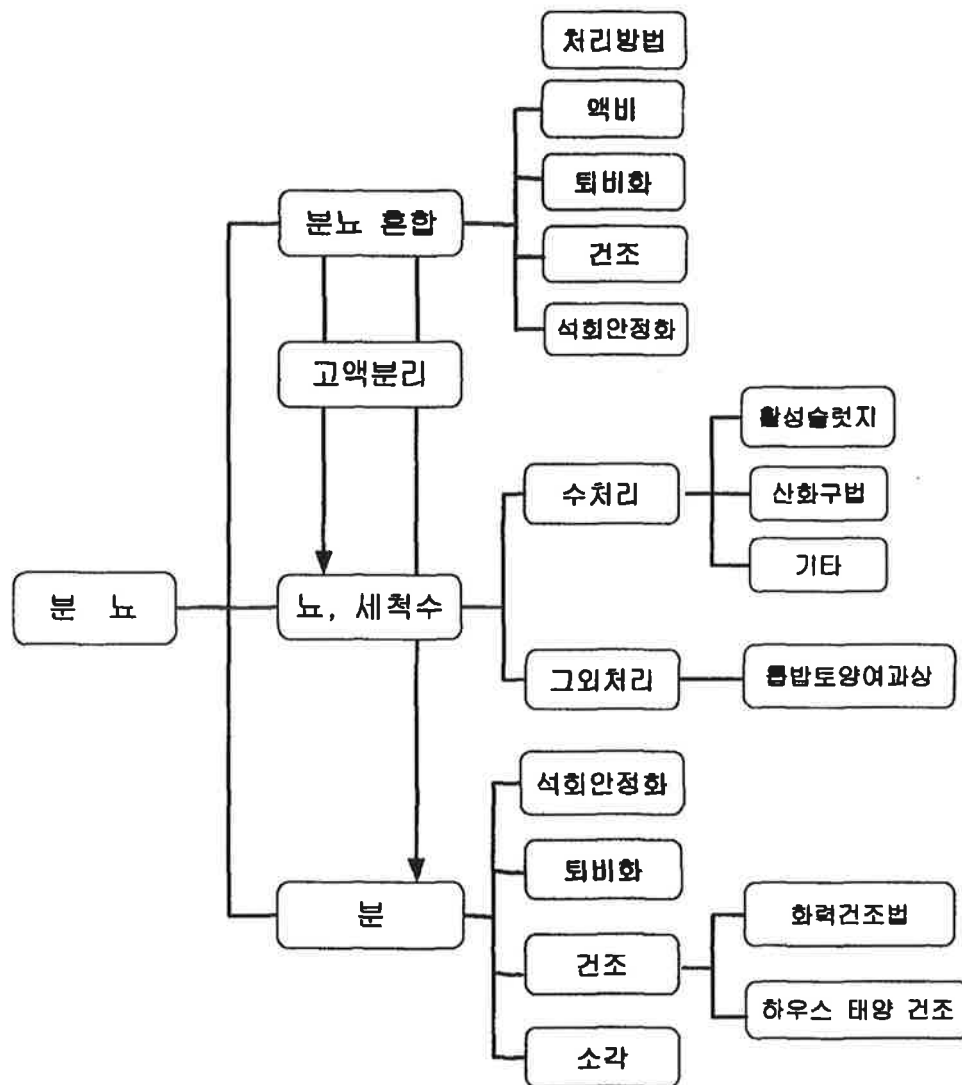 처리방법
액비
퇴비화
분뇨 혼합
건조
석회안정화
고액분리
활성슬럿지
수처리
산화구법
기타
분 뇨
뇨, 세척수
그외처리
톱밥토양여과상
석회안정화
퇴비화
분
화력건조법
건조
하우스 태양 건조
소각